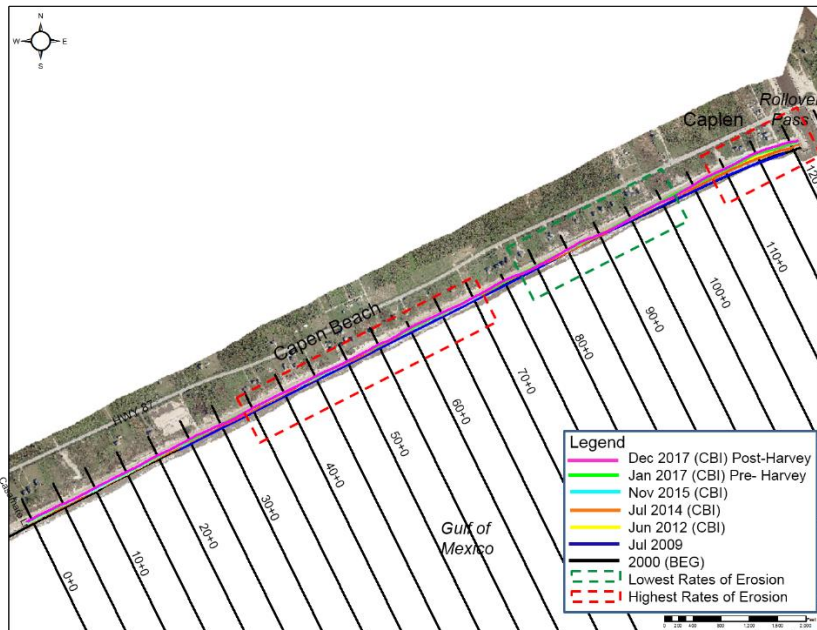 N
W E
S
Rollover
Pass
Caplen
120
110+0
100+0
90+0
80+0
Capen Beach
70+0
60+0
50+0
HWY 87
40+0
30+0
20+0
10+0
0+0
Gulf of
Mexico
Legend
Dec 2017 (CBI) Post-Harvey
Jan 2017 (CBI) Pre- Harvey
Nov 2015 (CBI)
Jul 2014 (CBI)
Jun 2012 (CBI)
Jul 2009
2000 (BEG)
Lowest Rates of Erosion
Highest Rates of Erosion